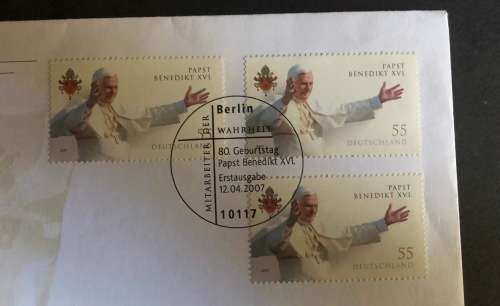 PAPST
BENEDIKT XVI.
DEUTSCHLAND
PAPST
BENEDIKT XVI.
55
DEUTSCHLAND
Berlin
MITARBEITER DER
WAHRHEIT
80. Geburtstag
Papst Benedikt XVI.
Erstausgabe
12.04.2007
10117
PAPST
BENEDIKT XVI.
55
DEUTSCHLAND